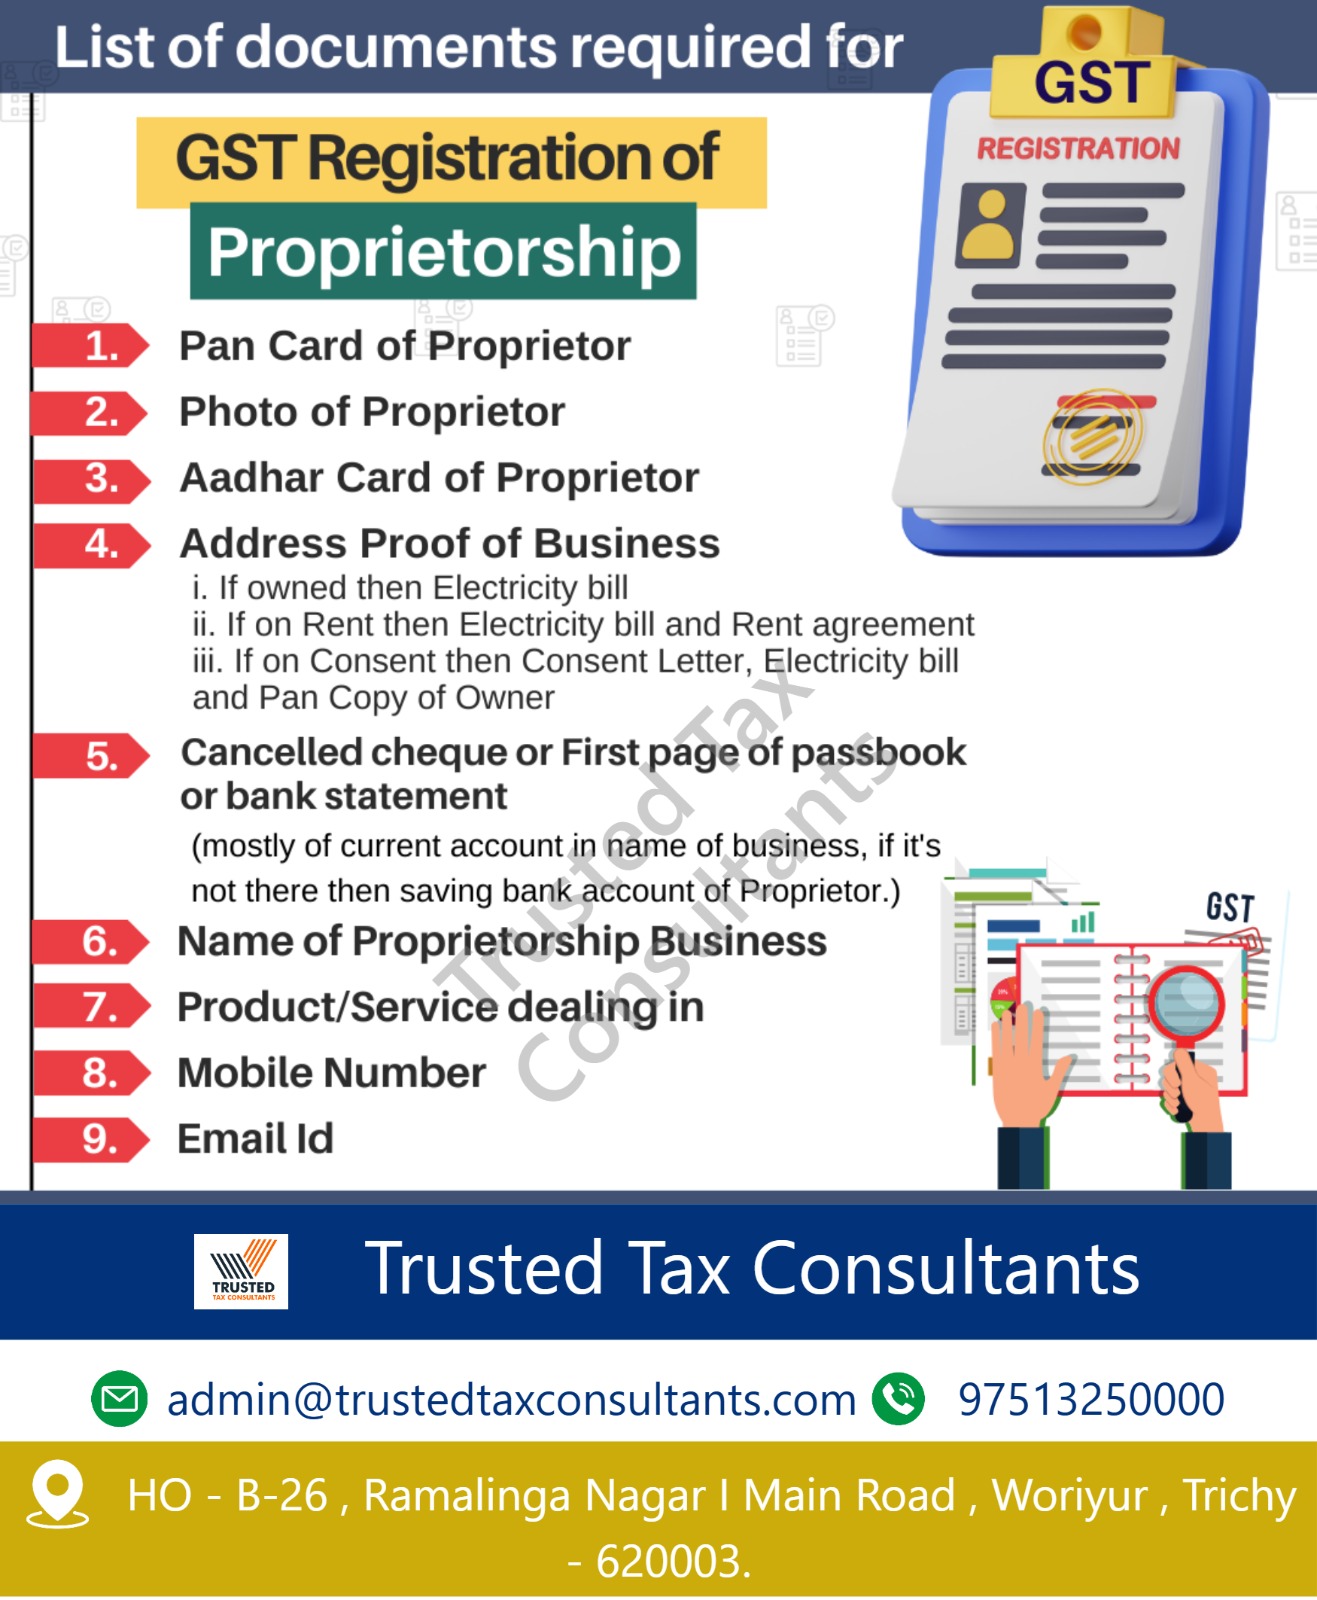 List of documents required for
GST
REGISTRATION
GST Registration of
Proprietorship
1. Pan Card of Proprietor
2. Photo of Proprietor
3. Aadhar Card of Proprietor
4. Address Proof of Business
i. If owned then Electricity bill
ii. If on Rent then Electricity bill and Rent agreement
iii. If on Consent then Consent Letter, Electricity bill
and Pan Copy of Owner
5. Cancelled cheque or First page of passbook
or bank statement
(mostly of current account in name of business, if it's
not there then saving bank account of Proprietor.)
6. Name of Proprietorship Business
7. Product/Service dealing in
8. Mobile Number
9. Email Id
Trusted Tax
Consultants
GST
TRUSTED
TAX CONSULTANTS
Trusted Tax Consultants
admin@trustedtaxconsultants.com 97513250000
HO - B-26 , Ramalinga Nagar I Main Road , Woriyur , Trichy
- 620003.